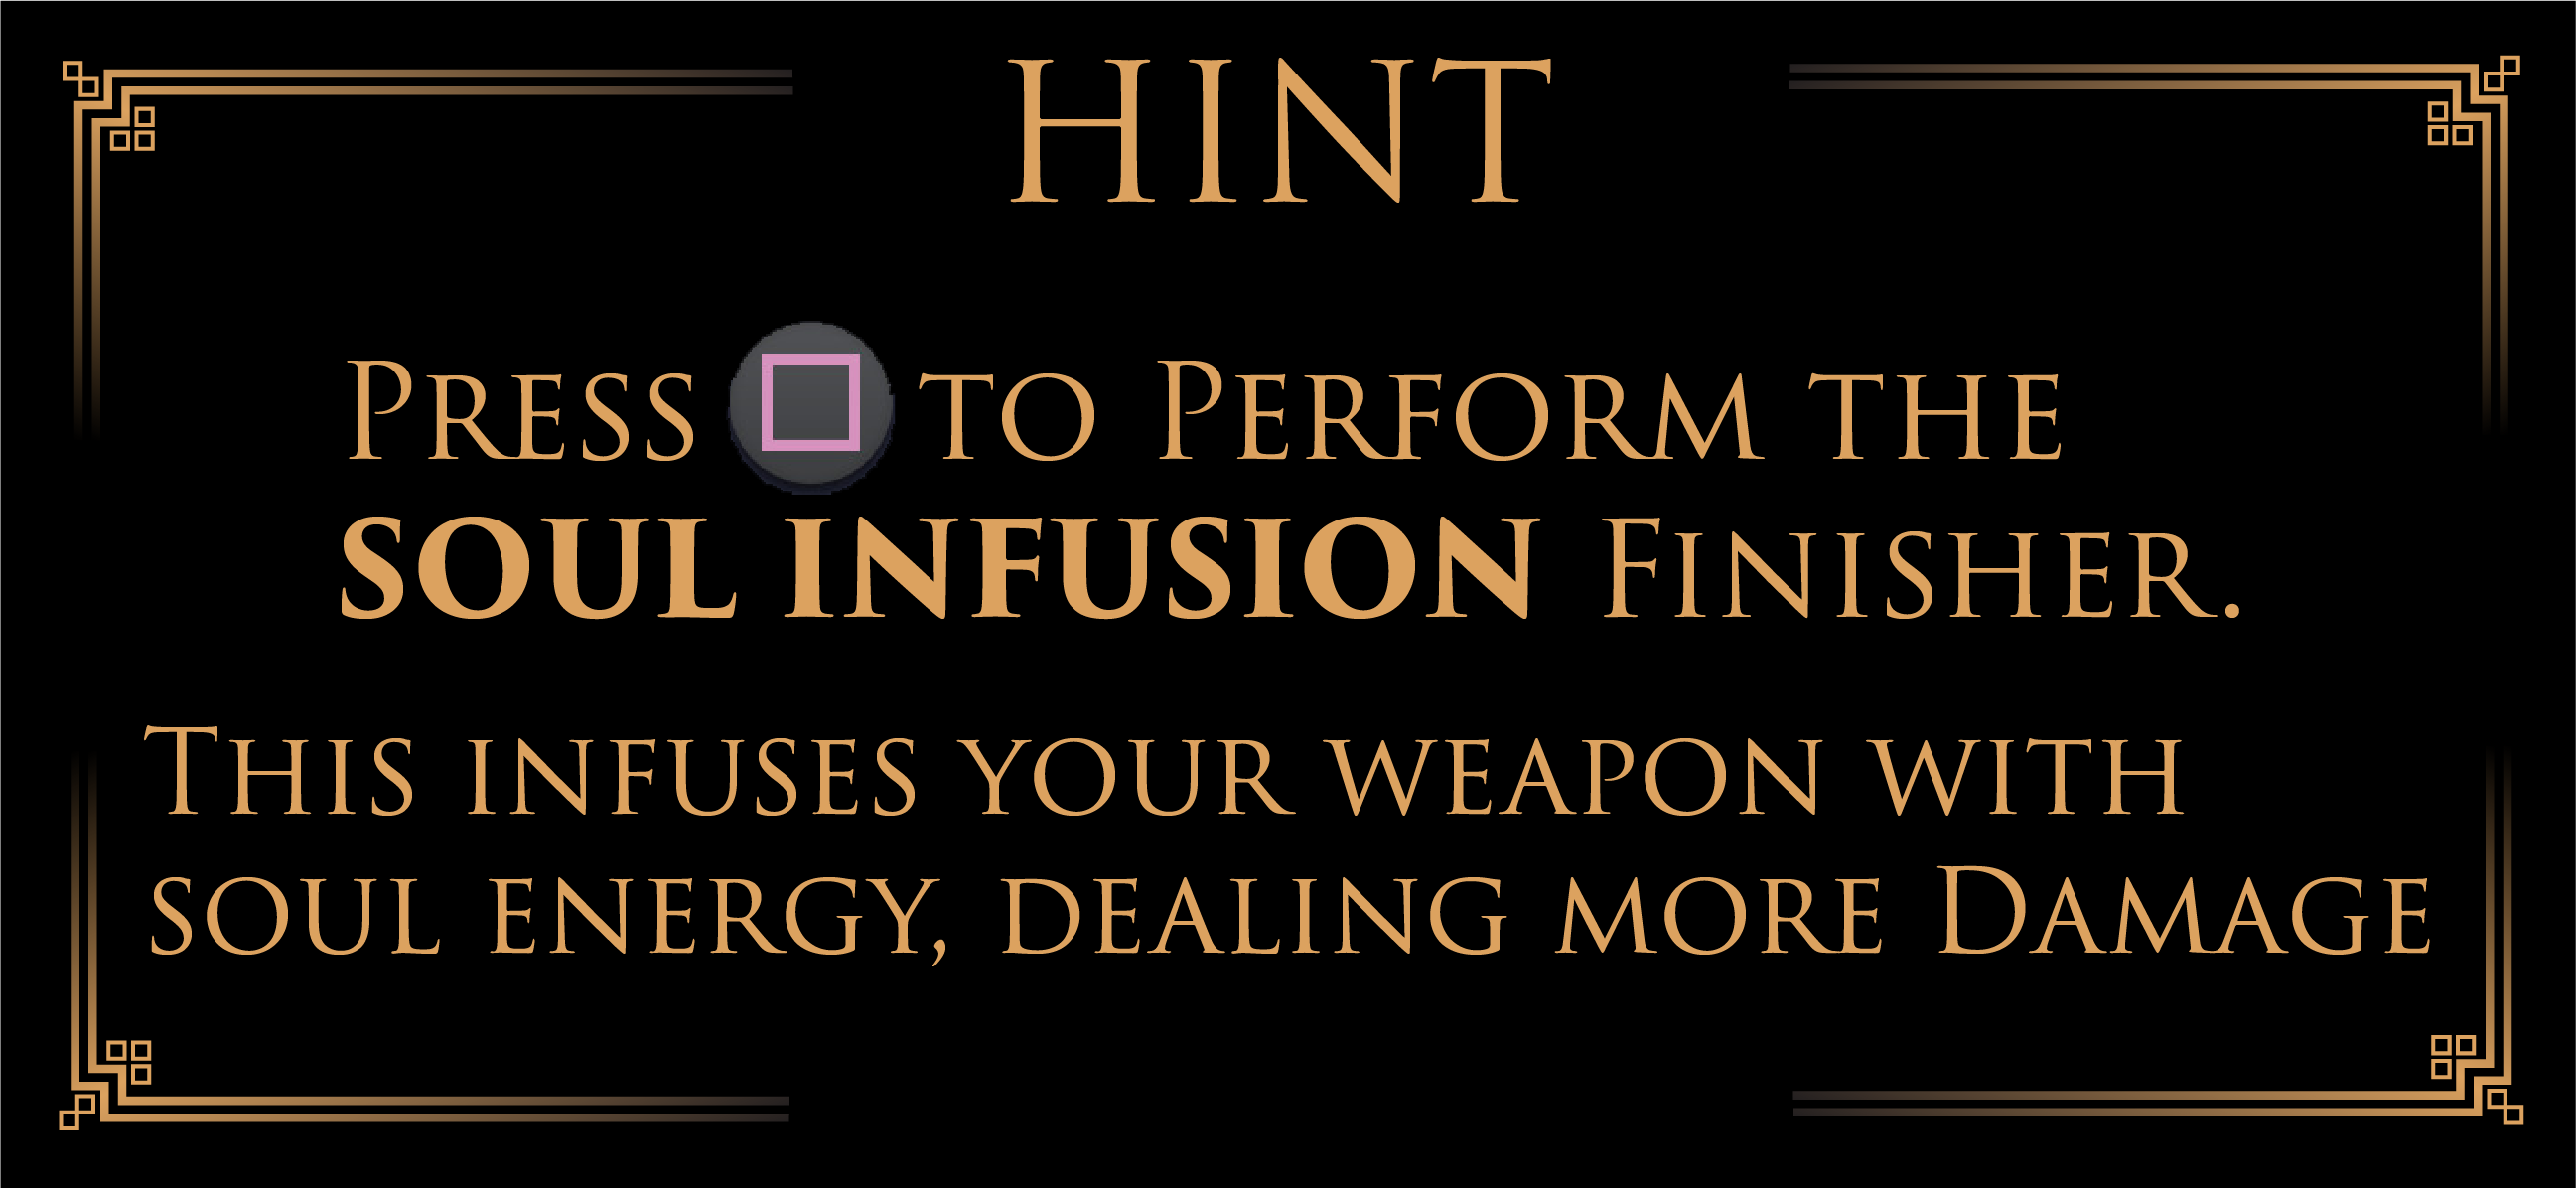 HINT
Press □ to Perform the
SOUL INFUSION Finisher.
This infuses your weapon with
soul energy, dealing more Damage